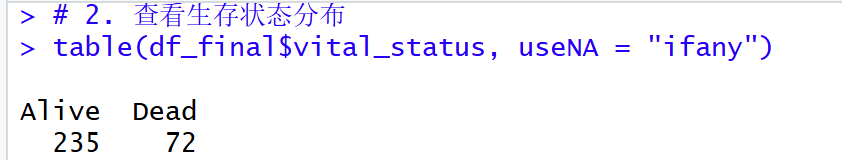 > # 2. 查看生存状态分布
> table(df_final$vital_status, useNA = "ifany")
Alive  Dead
  235    72